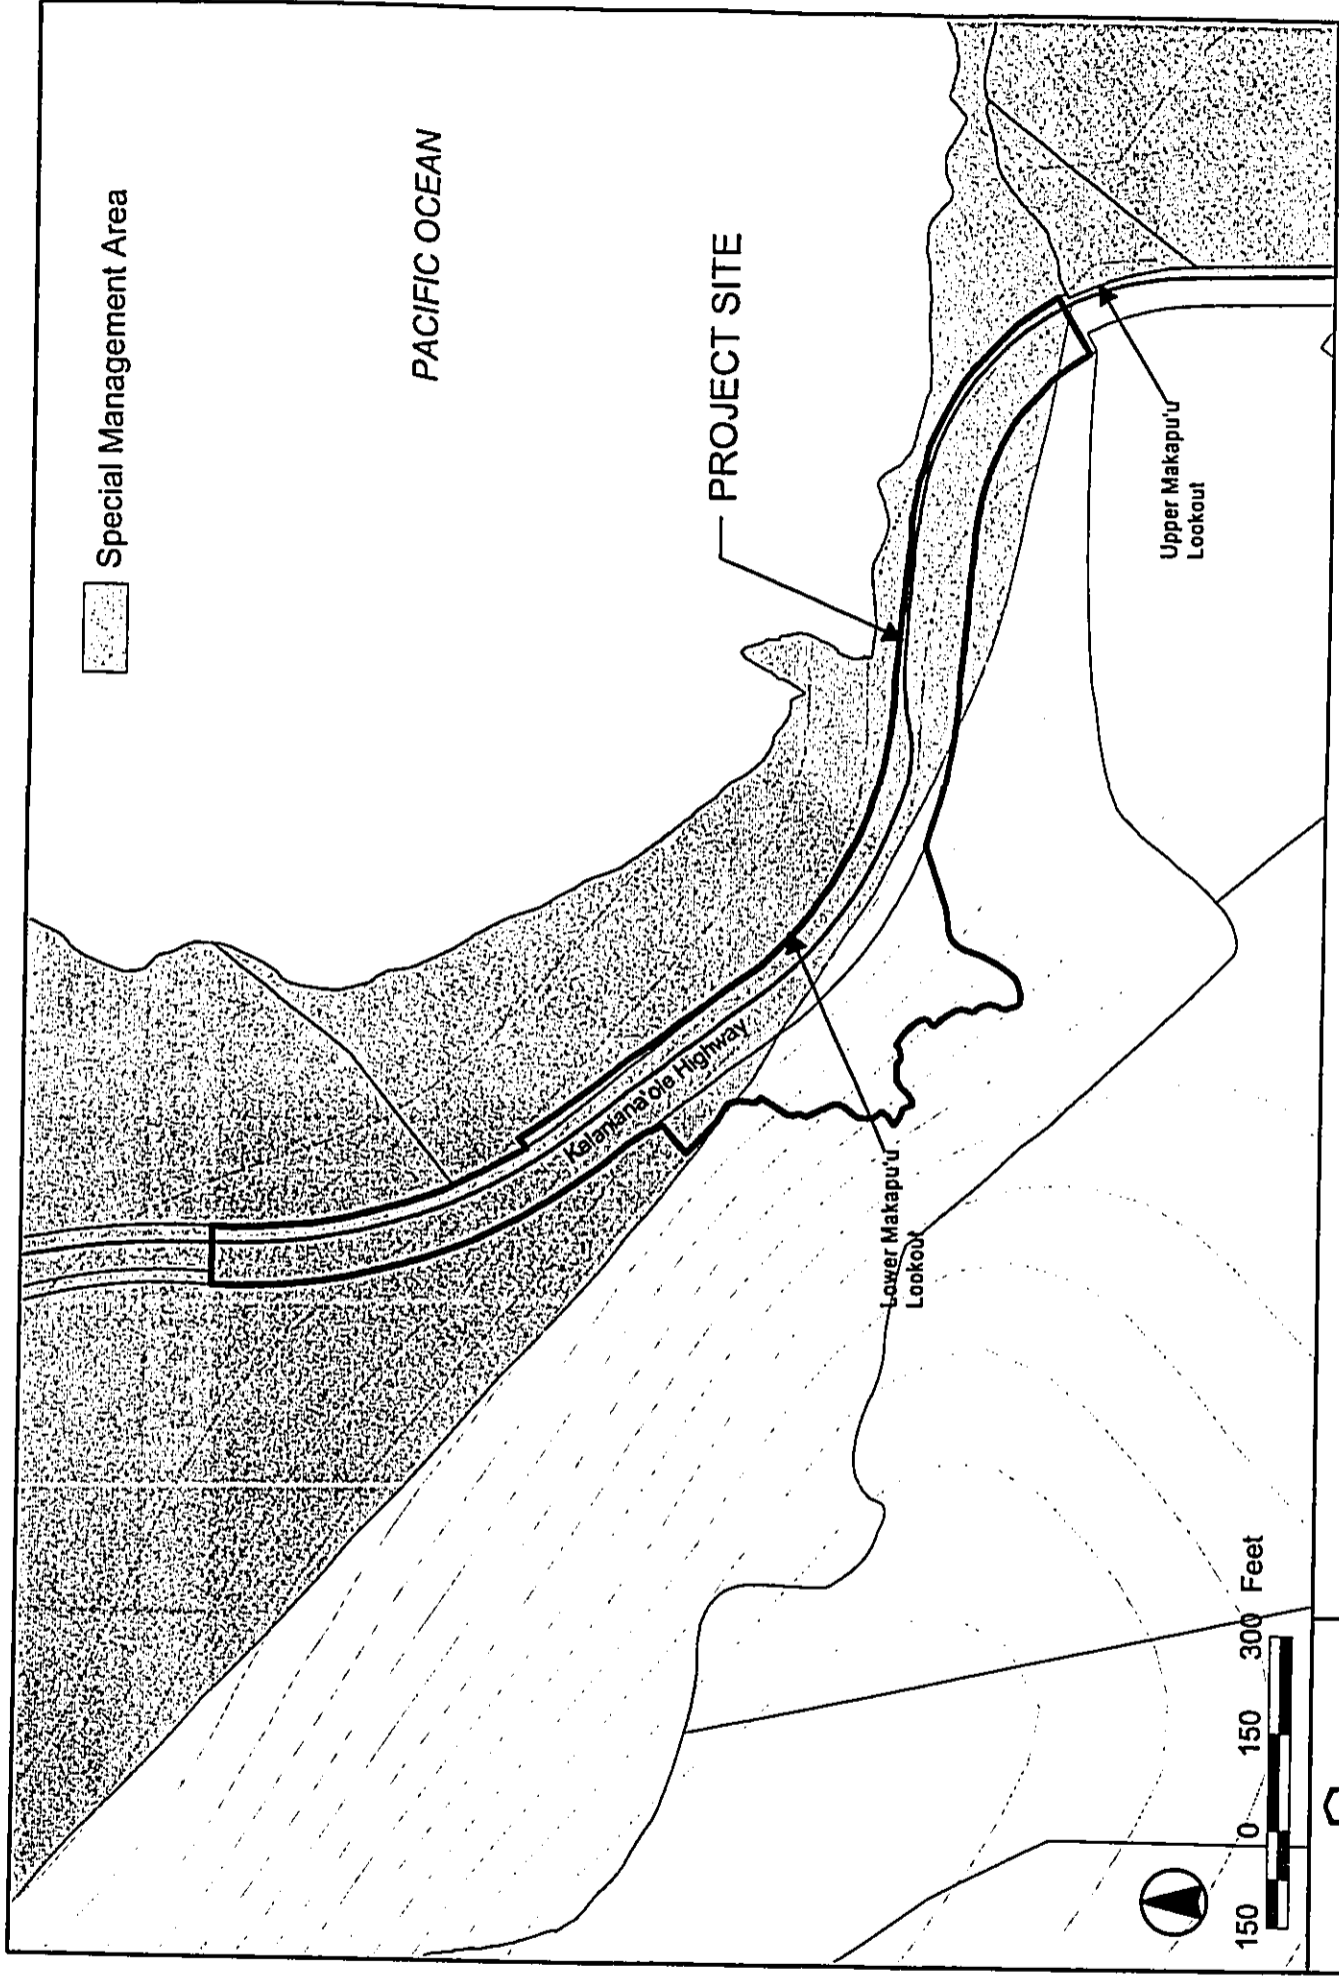 Special Management Area
PACIFIC OCEAN
PROJECT SITE
Kalaniana'ole Highway
Upper Makapu'u
Lookout
Lower Makapu'u
Lookout
150 0 150 300 Feet